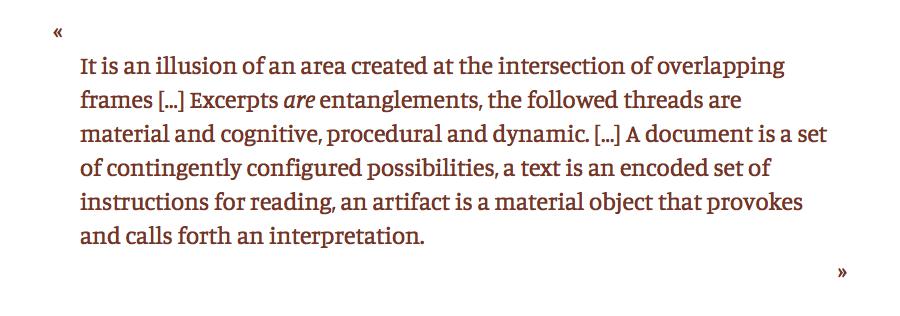 «
It is an illusion of an area created at the intersection of overlapping
frames [...] Excerpts are entanglements, the followed threads are
material and cognitive, procedural and dynamic. [...] A document is a set
of contingently configured possibilities, a text is an encoded set of
instructions for reading, an artifact is a material object that provokes
and calls forth an interpretation.
»